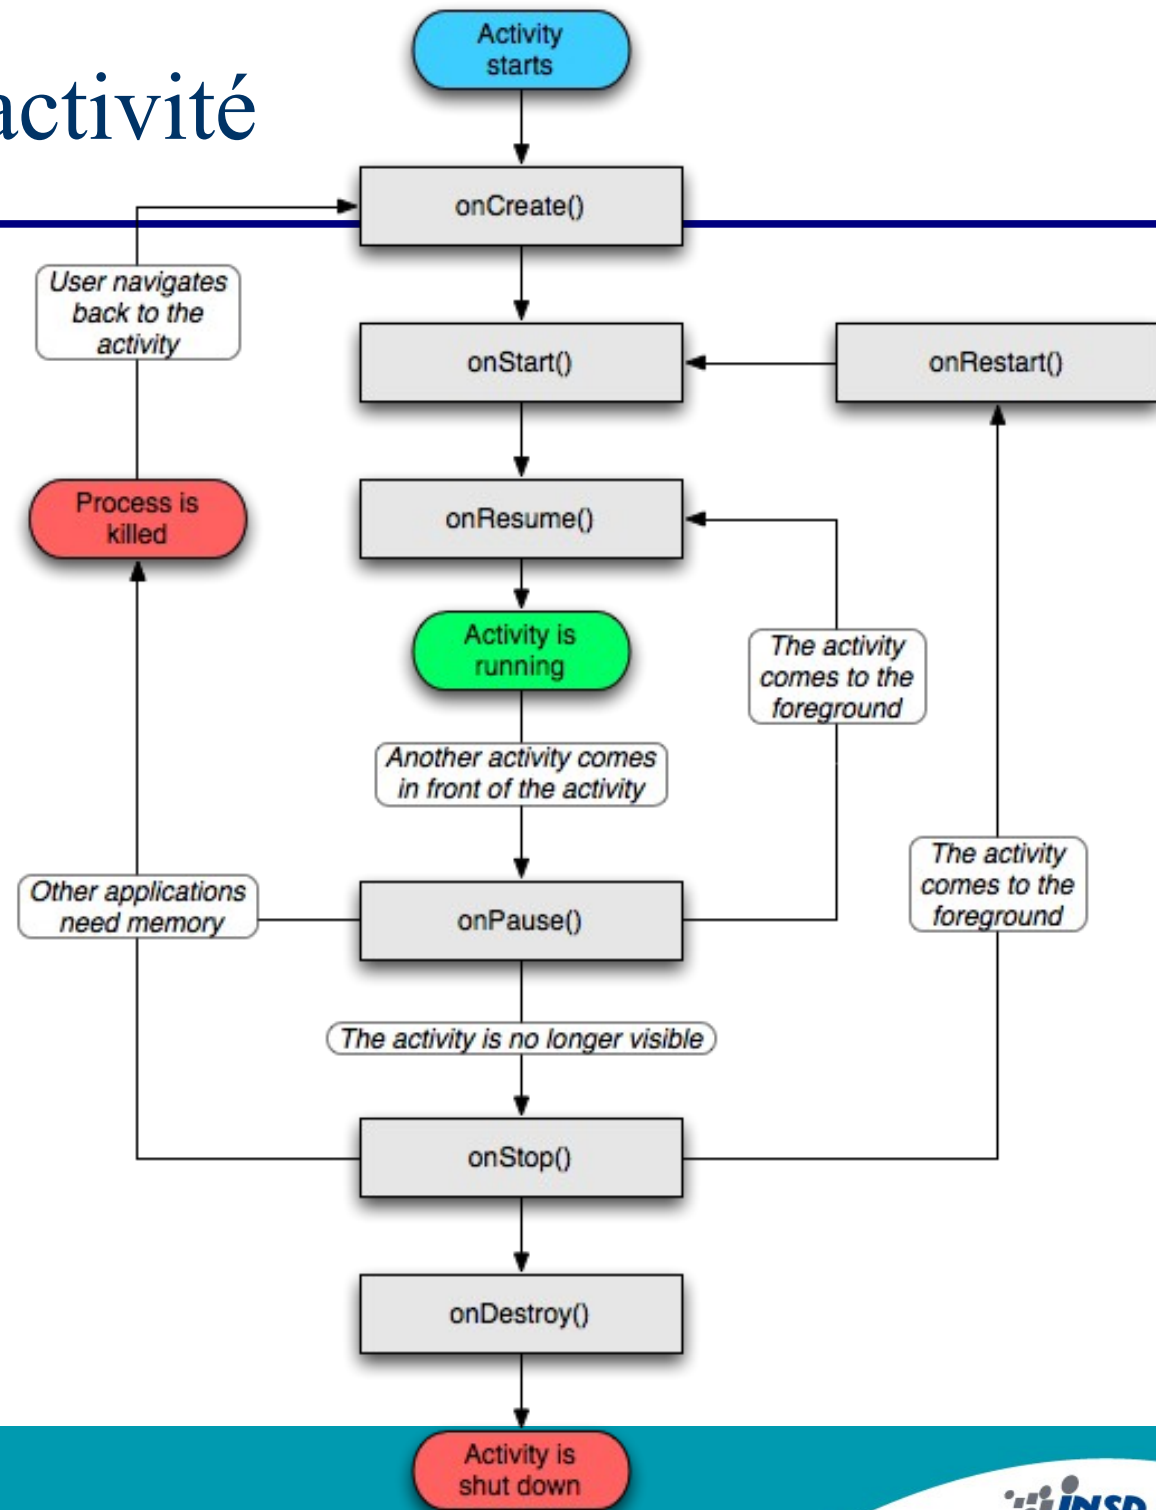 Activity
starts
activité
onCreate()
User navigates
back to the
activity
onStart()
onRestart()
Process is
killed
onResume()
Activity is
running
The activity
comes to the
foreground
Another activity comes
in front of the activity
The activity
comes to the
foreground
Other applications
need memory
onPause()
The activity is no longer visible
onStop()
onDestroy()
Activity is
shut down